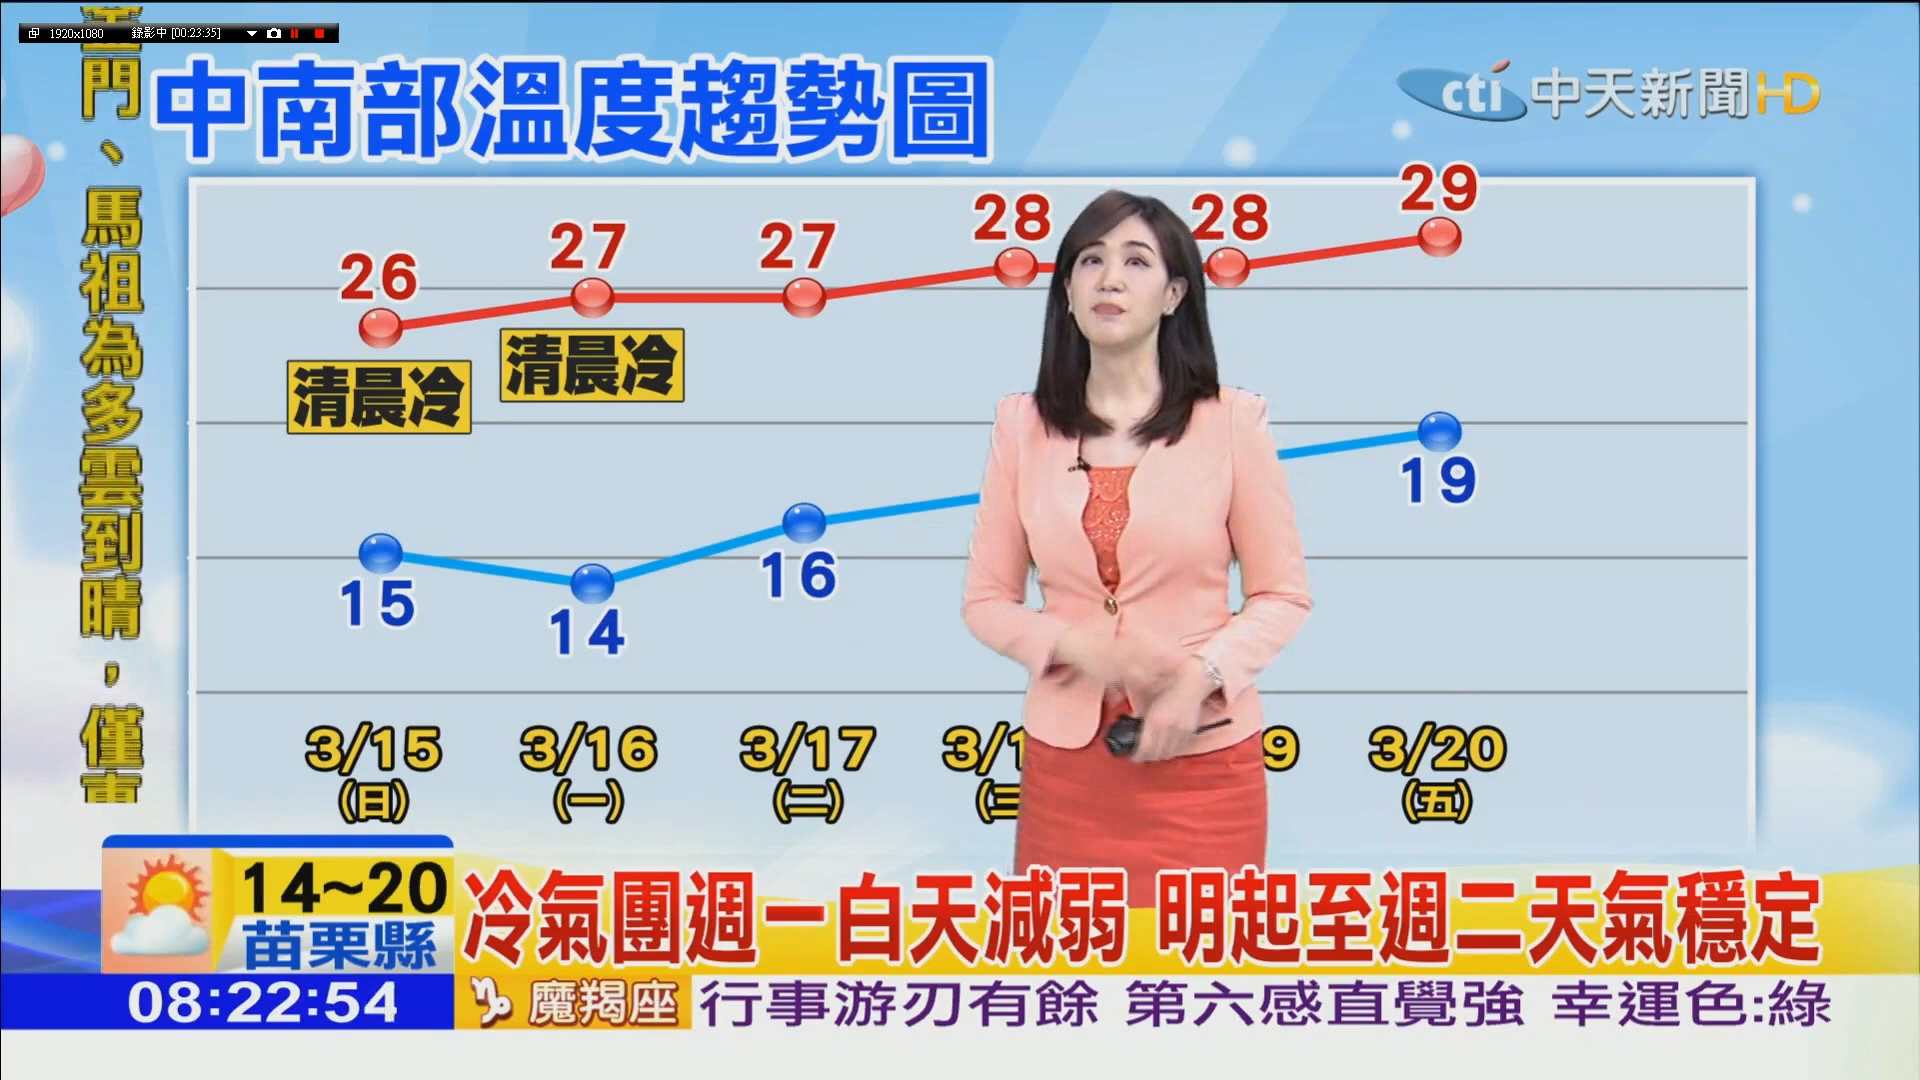 1920x1080 錄影中 [00:23:35]
中南部溫度趨勢圖
cti 中天新聞HD
門、馬祖為多雲到晴，僅
26 27 27 28 28 29
清晨冷 清晨冷
15 14 16 19
3/15 3/16 3/17 3/1 9 3/20
(日) (一) (二) (三 (五)
14~20
苗栗縣
冷氣團週一白天減弱 明起至週二天氣穩定
08:22:54
魔羯座 行事游刃有餘 第六感直覺強 幸運色:綠